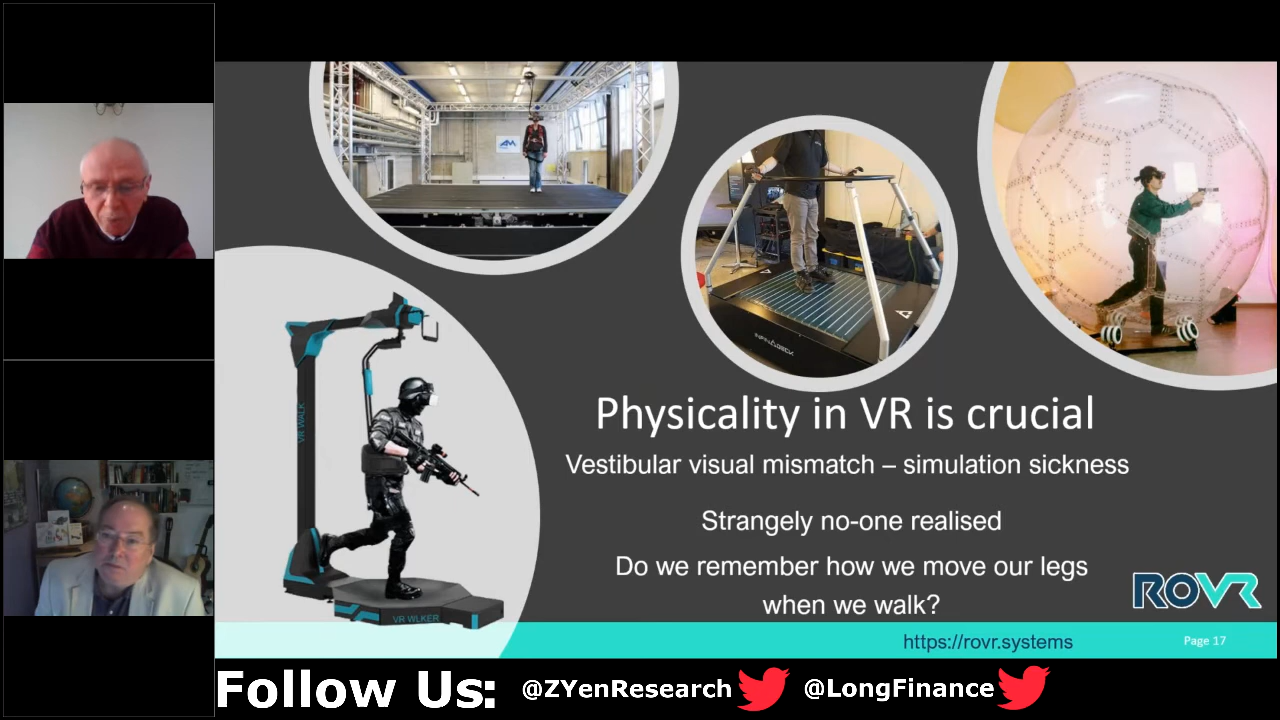 Physicality in VR is crucial
Vestibular visual mismatch – simulation sickness
Strangely no-one realised
Do we remember how we move our legs
when we walk?
VR WALK
VR WLKER
INFINADECK
ROVR
https://rovr.systems
Page 17
Follow Us: @ZYenResearch @LongFinance